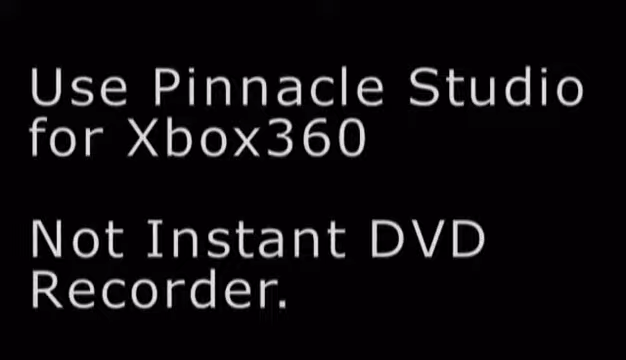 Use Pinnacle Studio
for Xbox360
Not Instant DVD
Recorder.